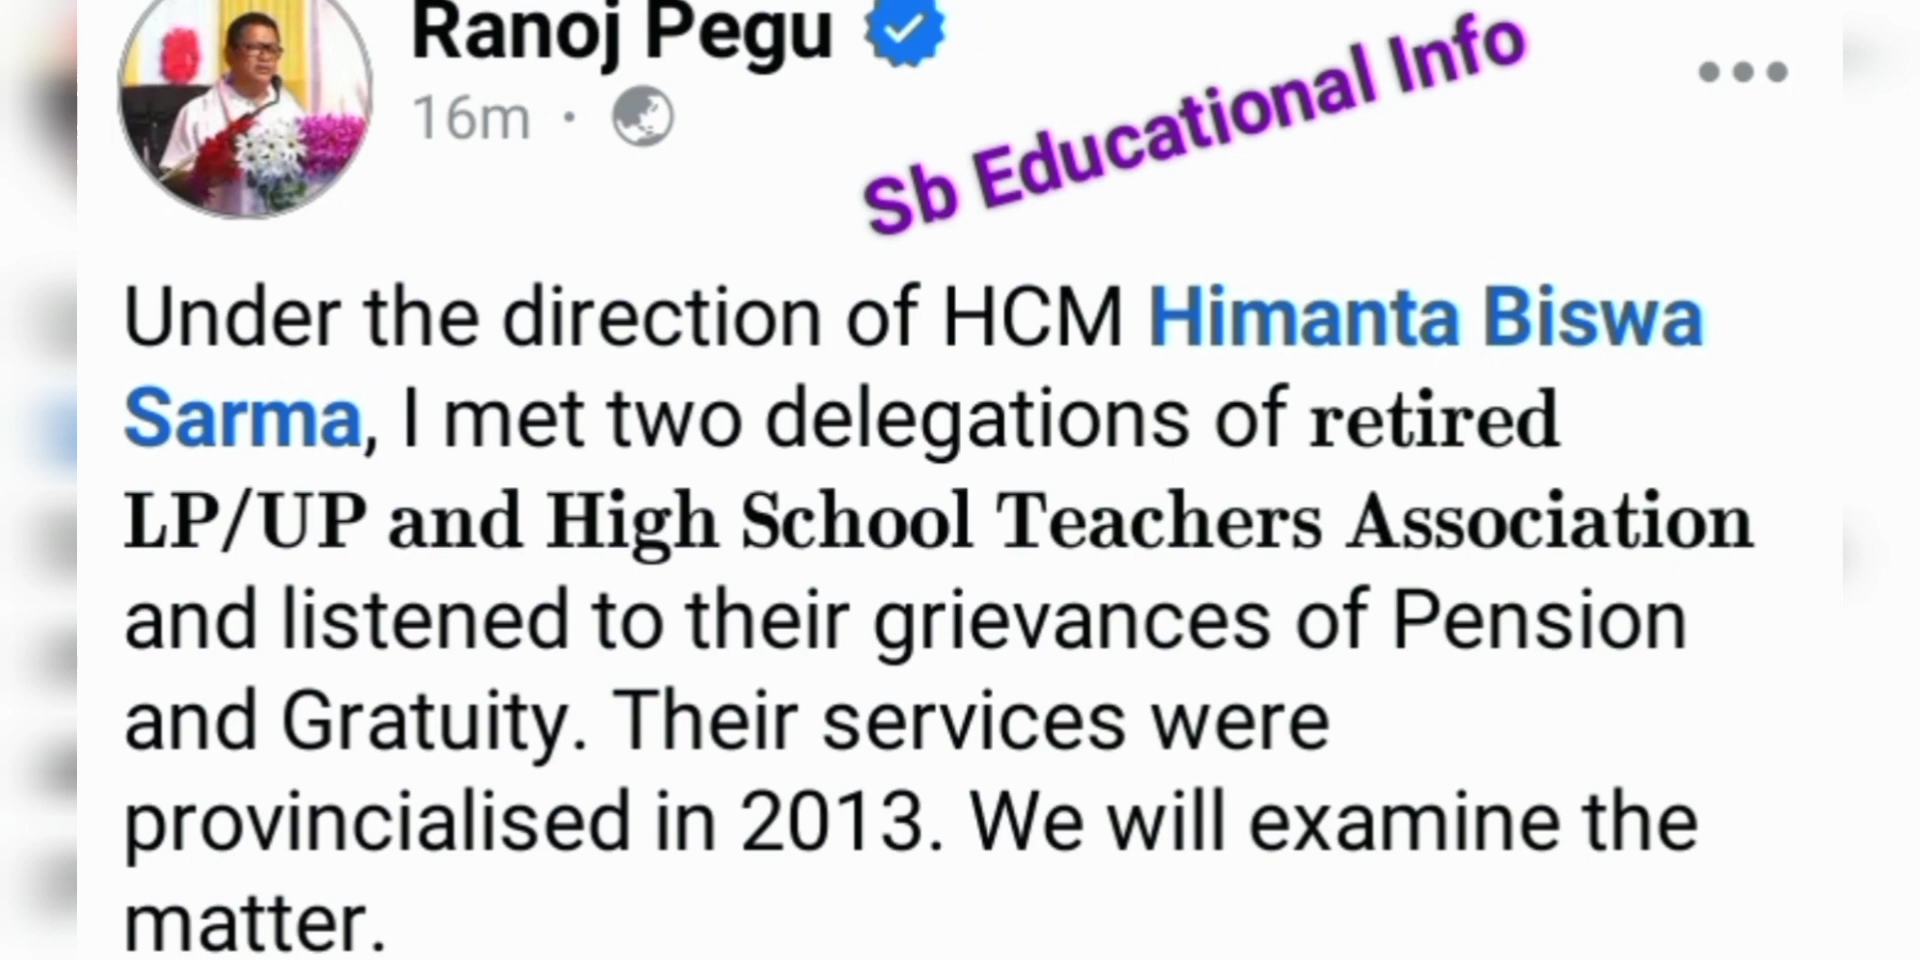 Ranoj Pegu
16m ·
Sb Educational Info
Under the direction of HCM Himanta Biswa
Sarma, I met two delegations of retired
LP/UP and High School Teachers Association
and listened to their grievances of Pension
and Gratuity. Their services were
provincialised in 2013. We will examine the
matter.